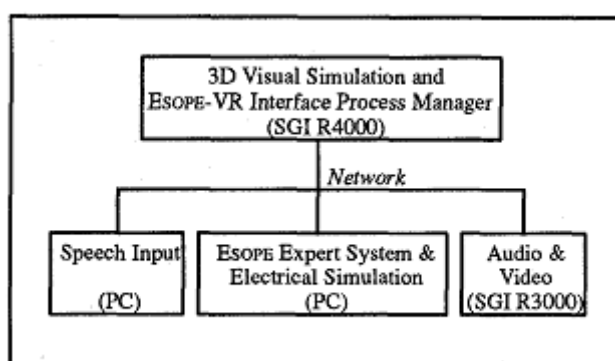 3D Visual Simulation and
ESOPE-VR Interface Process Manager
(SGI R4000)
Network
Speech Input
(PC)
ESOPE Expert System &
Electrical Simulation
(PC)
Audio &
Video
(SGI R3000)